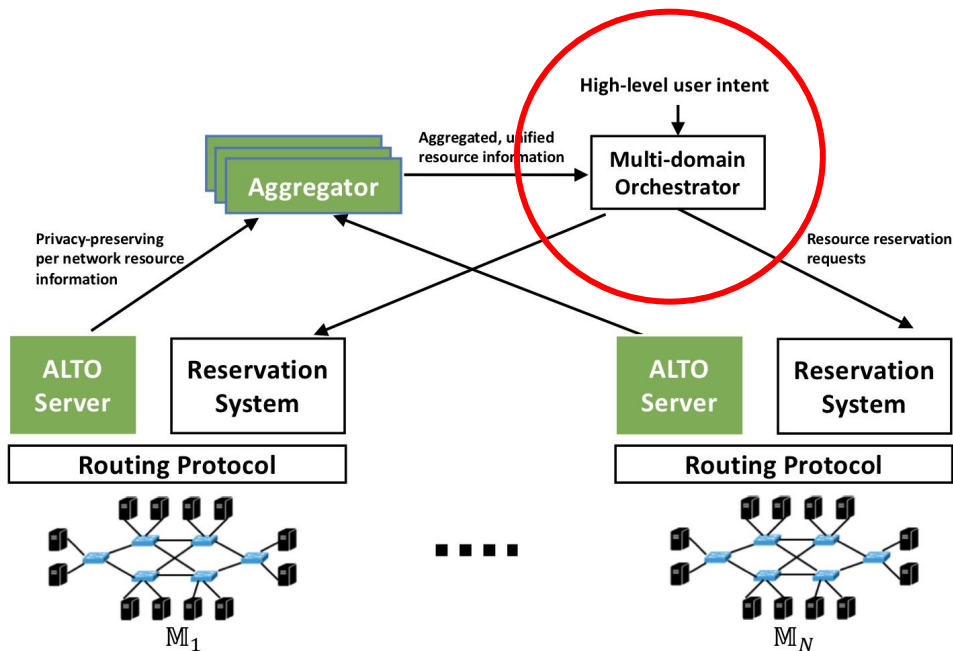 High-level user intent
Aggregated, unified
resource information
Multi-domain
Orchestrator
Aggregator
Privacy-preserving
per network resource
information
Resource reservation
requests
ALTO
Server
Reservation
System
ALTO
Server
Reservation
System
Routing Protocol
Routing Protocol
𝕄1
𝕄N